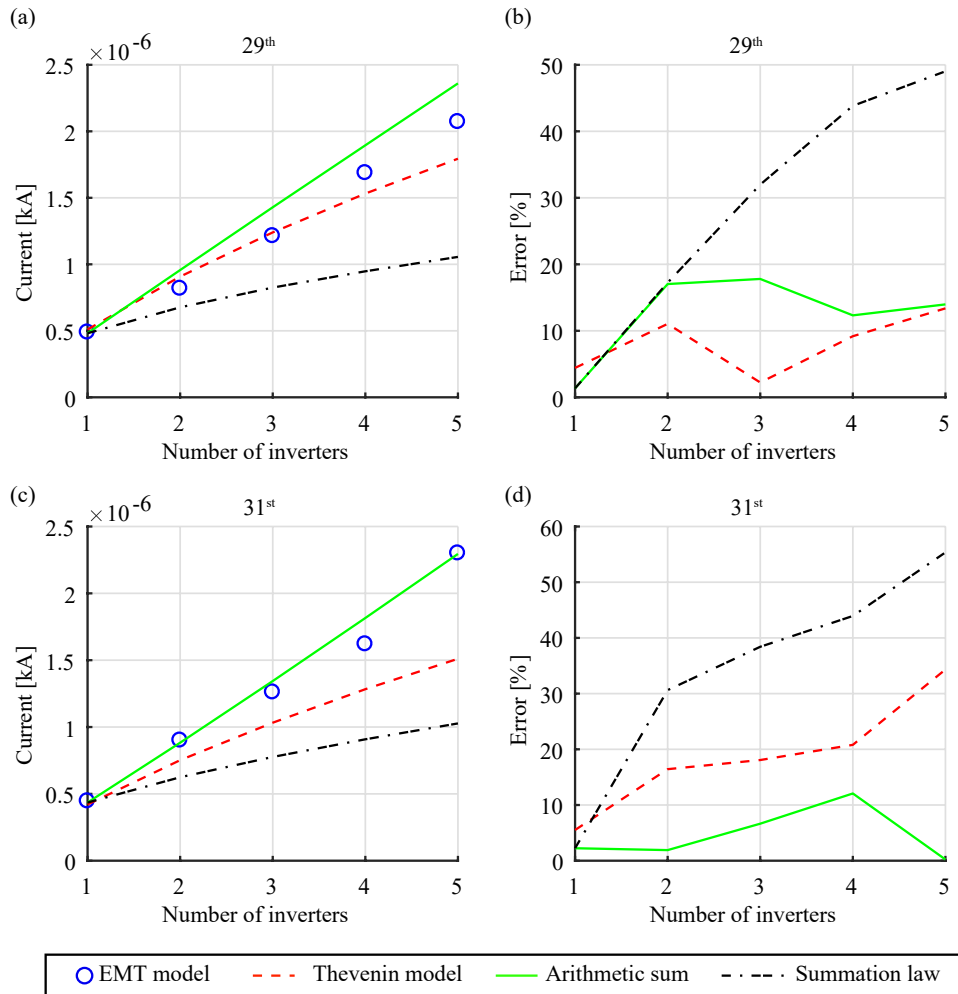 (a)
29th
×10-6
2.5
2
1.5
1
0.5
0
1 2 3 4 5
Current [kA]
Number of inverters
(b)
29th
50
40
30
20
10
0
1 2 3 4 5
Error [%]
Number of inverters
(c)
31st
×10-6
2.5
2
1.5
1
0.5
0
1 2 3 4 5
Current [kA]
Number of inverters
(d)
31st
60
50
40
30
20
10
0
1 2 3 4 5
Error [%]
Number of inverters
EMT model Thevenin model Arithmetic sum Summation law